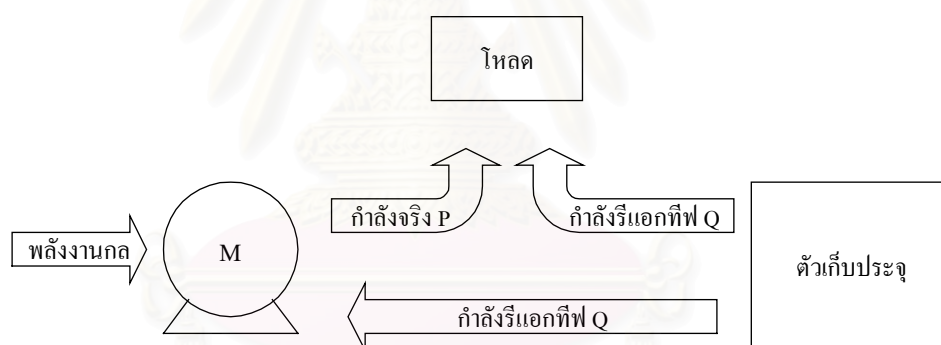 โหลด
กำลังจริง P
กำลังรีแอกทีฟ Q
พลังงานกล
M
ตัวเก็บประจุ
กำลังรีแอกทีฟ Q